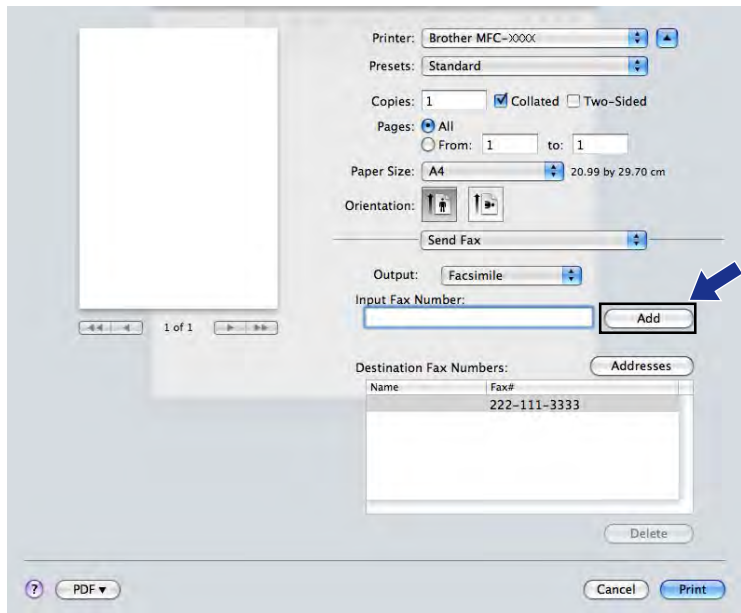 Printer: Brother MFC-XXXX
Presets: Standard
Copies: 1 Collated Two-Sided
Pages: All
From: 1 to: 1
Paper Size: A4 20.99 by 29.70 cm
Orientation:
Send Fax
Output: Facsimile
Input Fax Number:
Add
1 of 1
Destination Fax Numbers: Addresses
Name Fax#
222-111-3333
Delete
? PDF Cancel Print